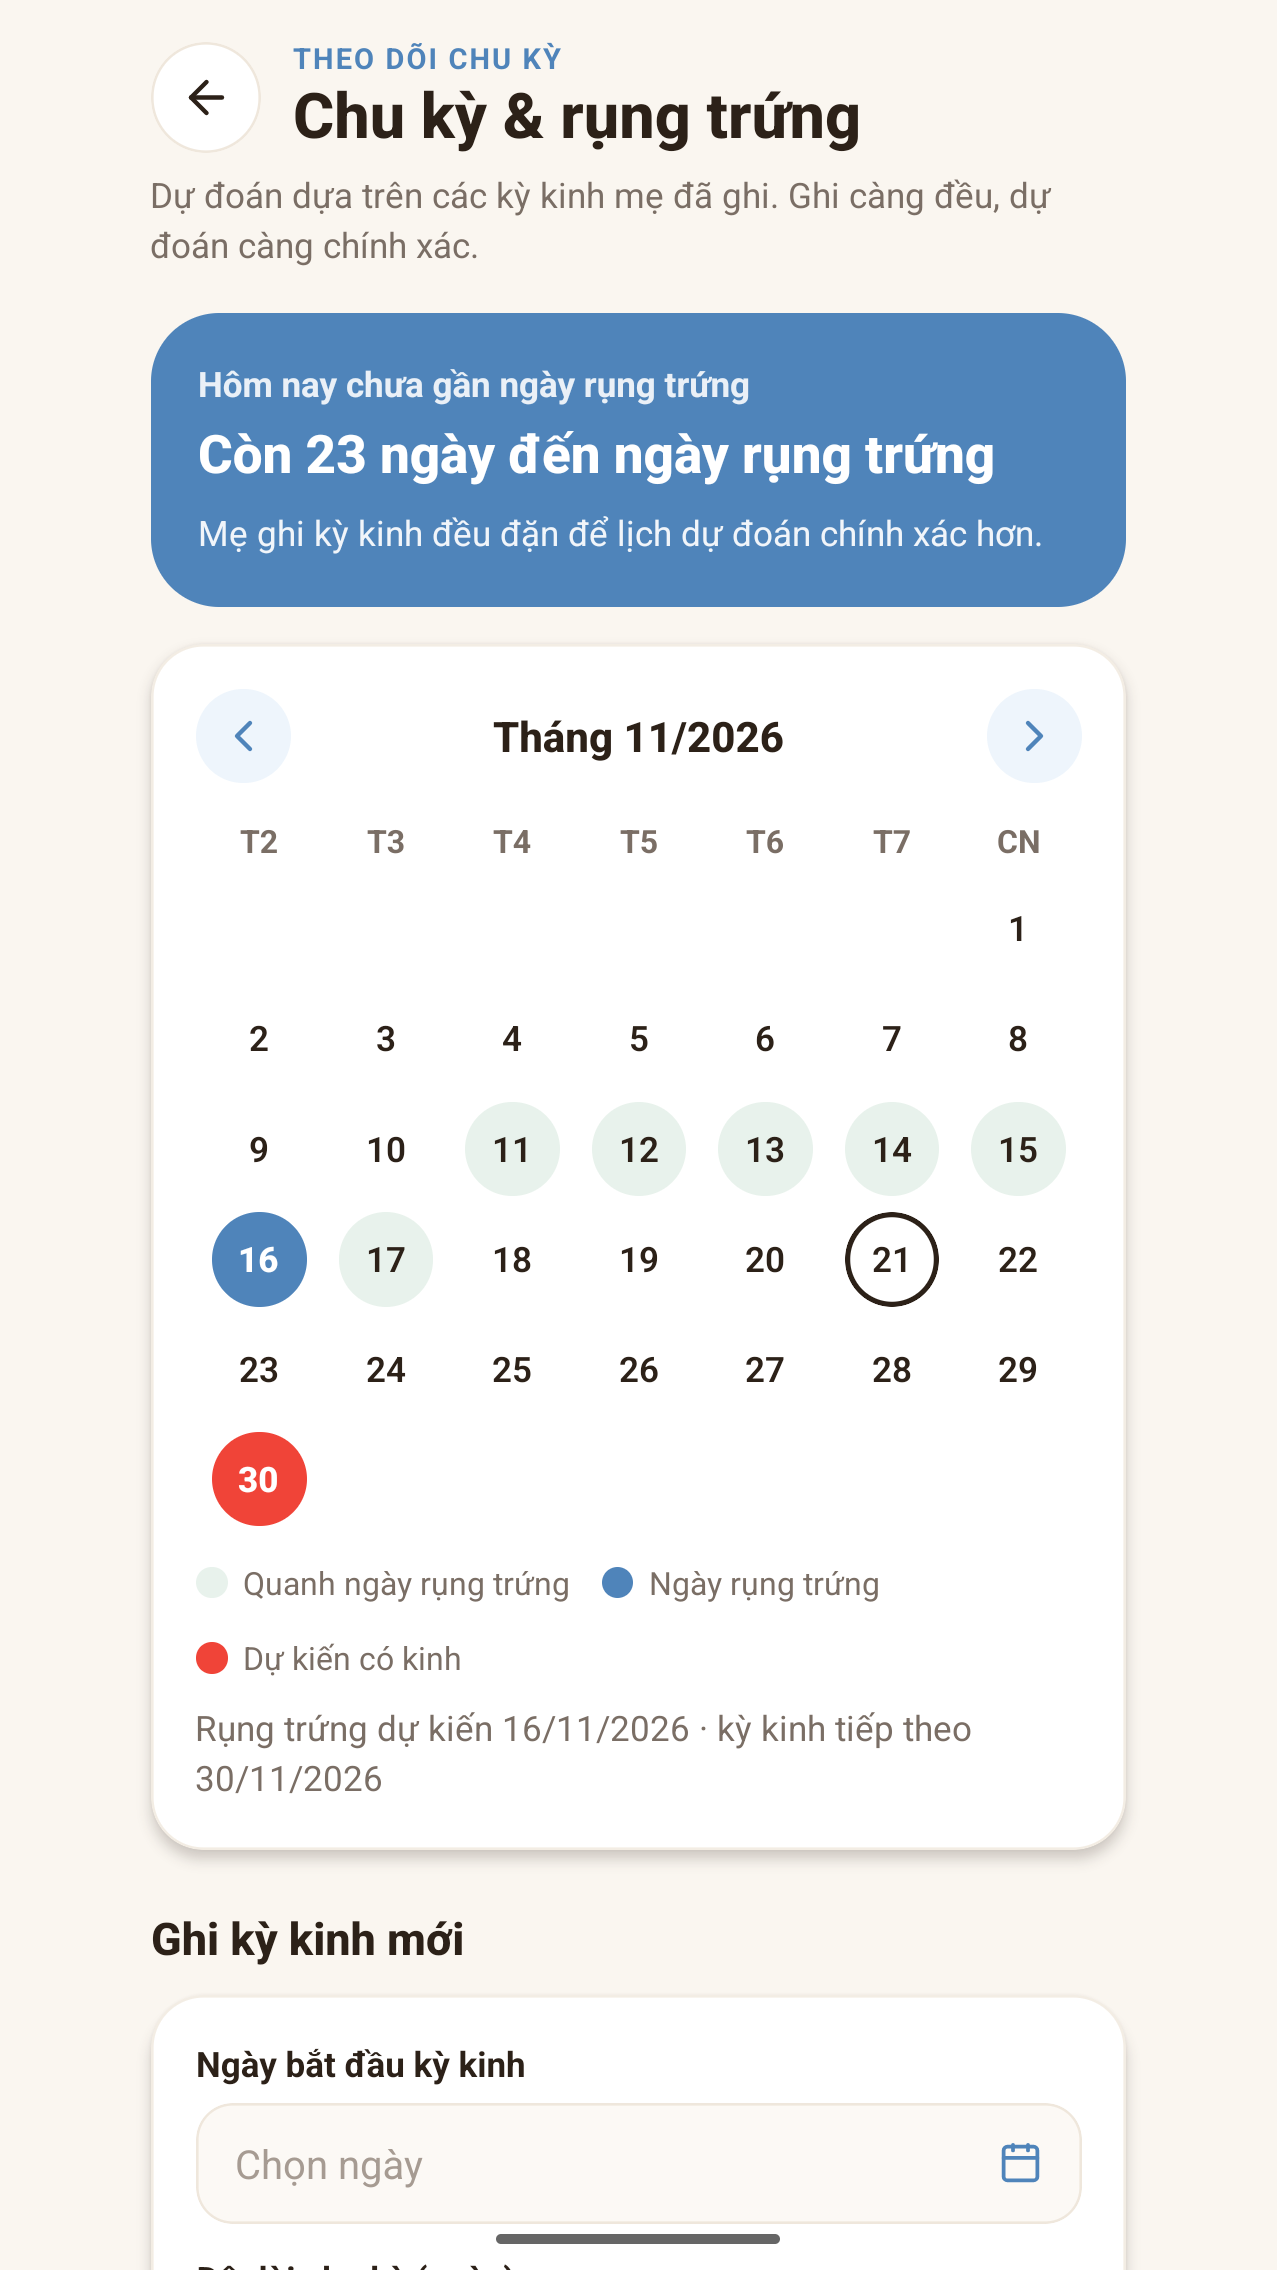 THEO DÕI CHU KỲ
Chu kỳ & rụng trứng
Dự đoán dựa trên các kỳ kinh mẹ đã ghi. Ghi càng đều, dự
đoán càng chính xác.
Hôm nay chưa gần ngày rụng trứng
Còn 23 ngày đến ngày rụng trứng
Mẹ ghi kỳ kinh đều đặn để lịch dự đoán chính xác hơn.
Tháng 11/2026
T2 T3 T4 T5 T6 T7 CN
1
2 3 4 5 6 7 8
9 10 11 12 13 14 15
16 17 18 19 20 21 22
23 24 25 26 27 28 29
30
Quanh ngày rụng trứng Ngày rụng trứng
Dự kiến có kinh
Rụng trứng dự kiến 16/11/2026 · kỳ kinh tiếp theo
30/11/2026
Ghi kỳ kinh mới
Ngày bắt đầu kỳ kinh
Chọn ngày